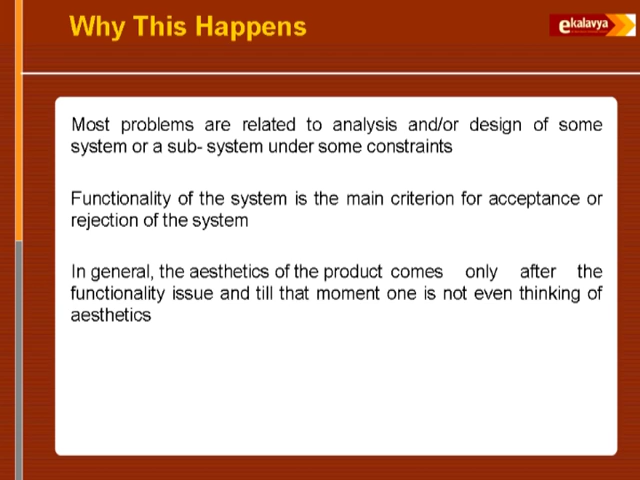 Why This Happens
ekalavya
Most problems are related to analysis and/or design of some
system or a sub- system under some constraints
Functionality of the system is the main criterion for acceptance or
rejection of the system
In general, the aesthetics of the product comes only after the
functionality issue and till that moment one is not even thinking of
aesthetics